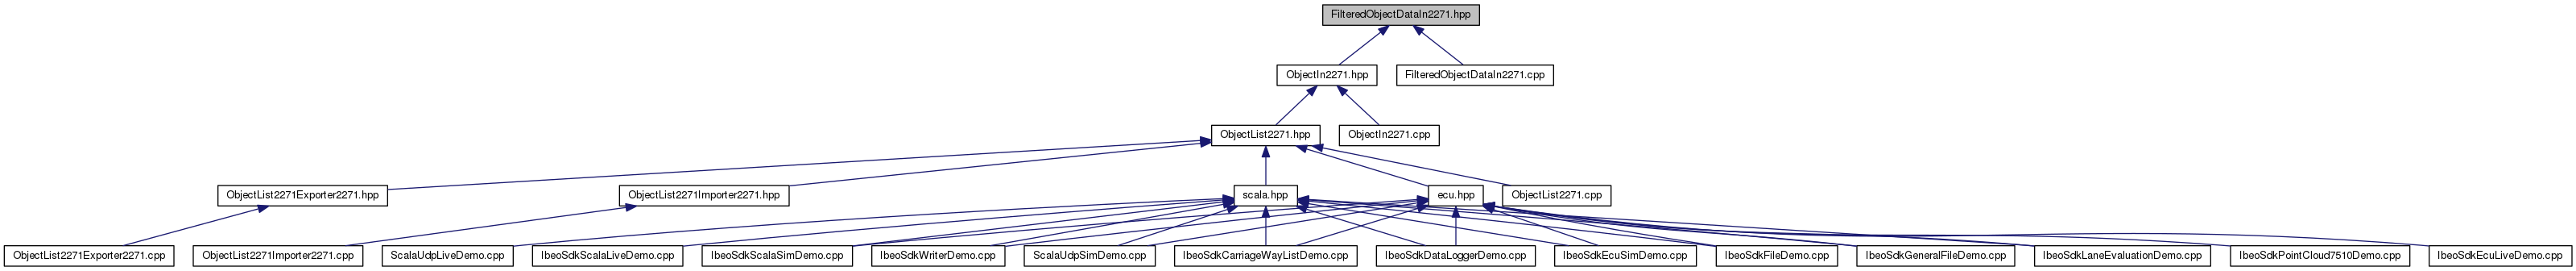 FilteredObjectDataIn2271.hpp
ObjectIn2271.hpp
FilteredObjectDataIn2271.cpp
ObjectList2271.hpp
ObjectIn2271.cpp
ObjectList2271Exporter2271.hpp
ObjectList2271Importer2271.hpp
scala.hpp
ecu.hpp
ObjectList2271.cpp
ObjectList2271Exporter2271.cpp
ObjectList2271Importer2271.cpp
ScalaUdpLiveDemo.cpp
IbeoSdkScalaLiveDemo.cpp
IbeoSdkScalaSimDemo.cpp
IbeoSdkWriterDemo.cpp
ScalaUdpSimDemo.cpp
IbeoSdkCarriageWayListDemo.cpp
IbeoSdkDataLoggerDemo.cpp
IbeoSdkEcuSimDemo.cpp
IbeoSdkFileDemo.cpp
IbeoSdkGeneralFileDemo.cpp
IbeoSdkLaneEvaluationDemo.cpp
IbeoSdkPointCloud7510Demo.cpp
IbeoSdkEcuLiveDemo.cpp